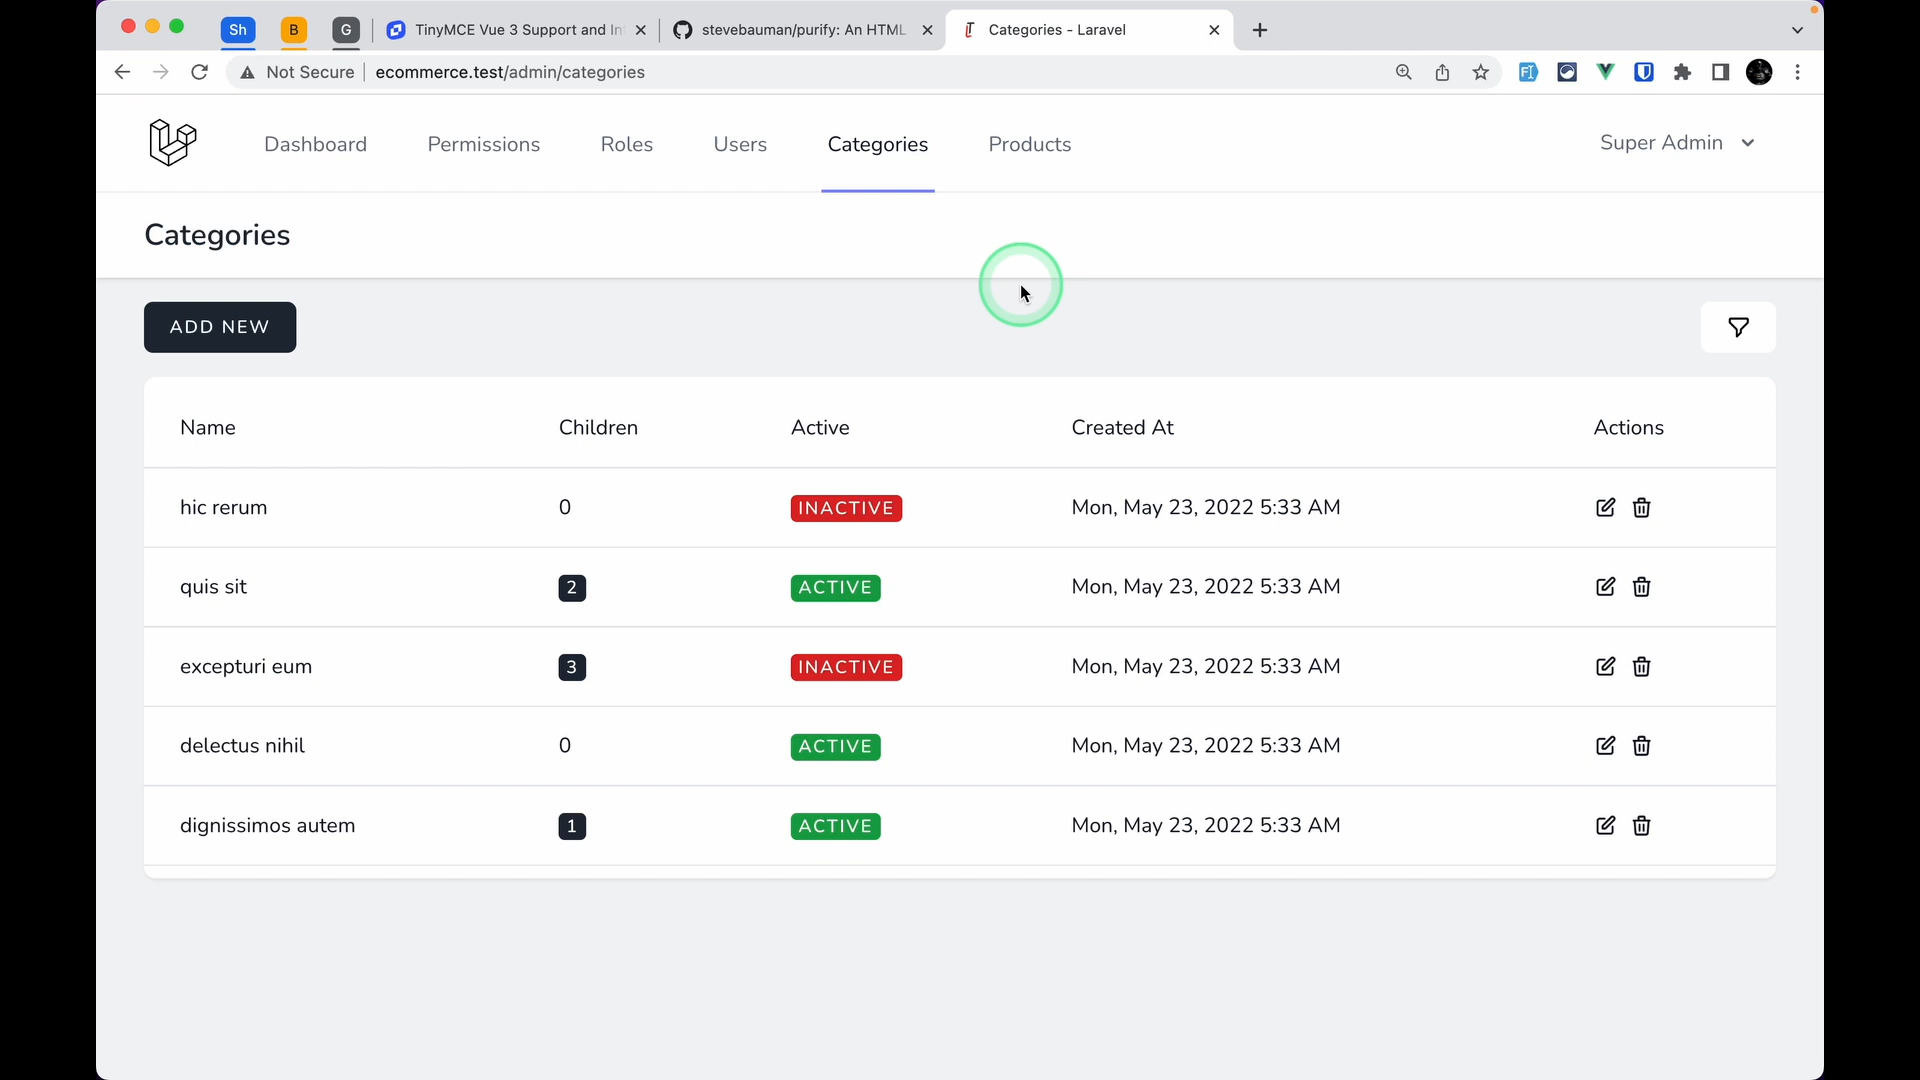 Sh B G TinyMCE Vue 3 Support and In stevebauman/purify: An HTML Categories - Laravel
Not Secure ecommerce.test/admin/categories
Dashboard Permissions Roles Users Categories Products Super Admin
Categories
ADD NEW
Name Children Active Created At Actions
hic rerum 0 INACTIVE Mon, May 23, 2022 5:33 AM
quis sit 2 ACTIVE Mon, May 23, 2022 5:33 AM
excepturi eum 3 INACTIVE Mon, May 23, 2022 5:33 AM
delectus nihil 0 ACTIVE Mon, May 23, 2022 5:33 AM
dignissimos autem 1 ACTIVE Mon, May 23, 2022 5:33 AM